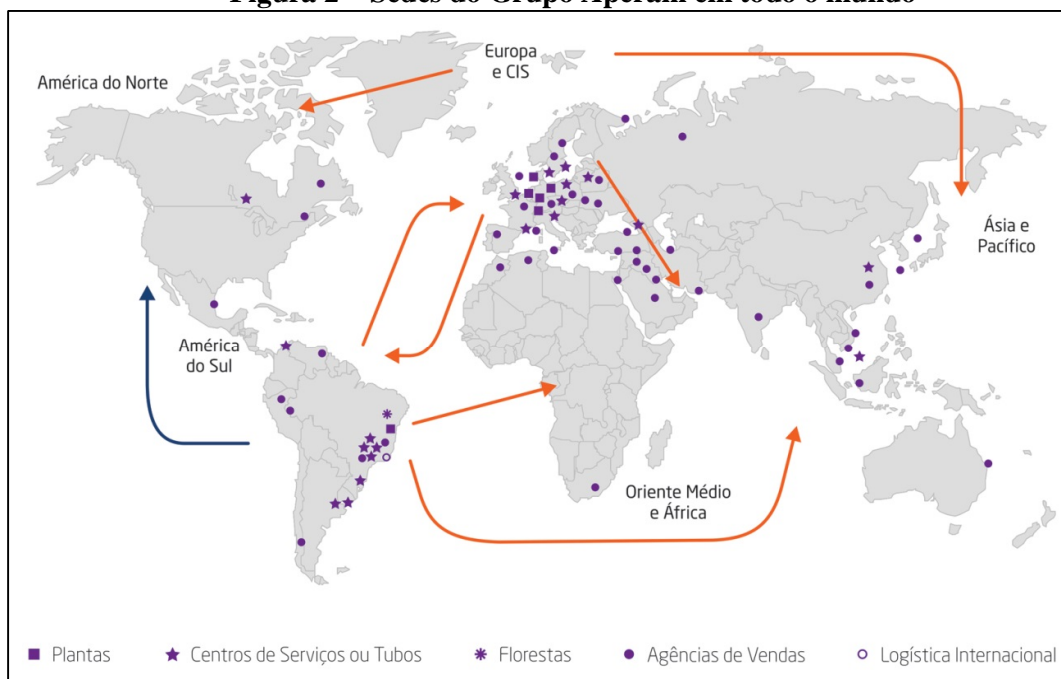 Figura 2 – Sedes do Grupo Aperam em todo o mundo
Europa
e CIS
América do Norte
Ásia e
Pacífico
América
do Sul
Oriente Médio
e África
Plantas
Centros de Serviços ou Tubos
Florestas
Agências de Vendas
Logística Internacional